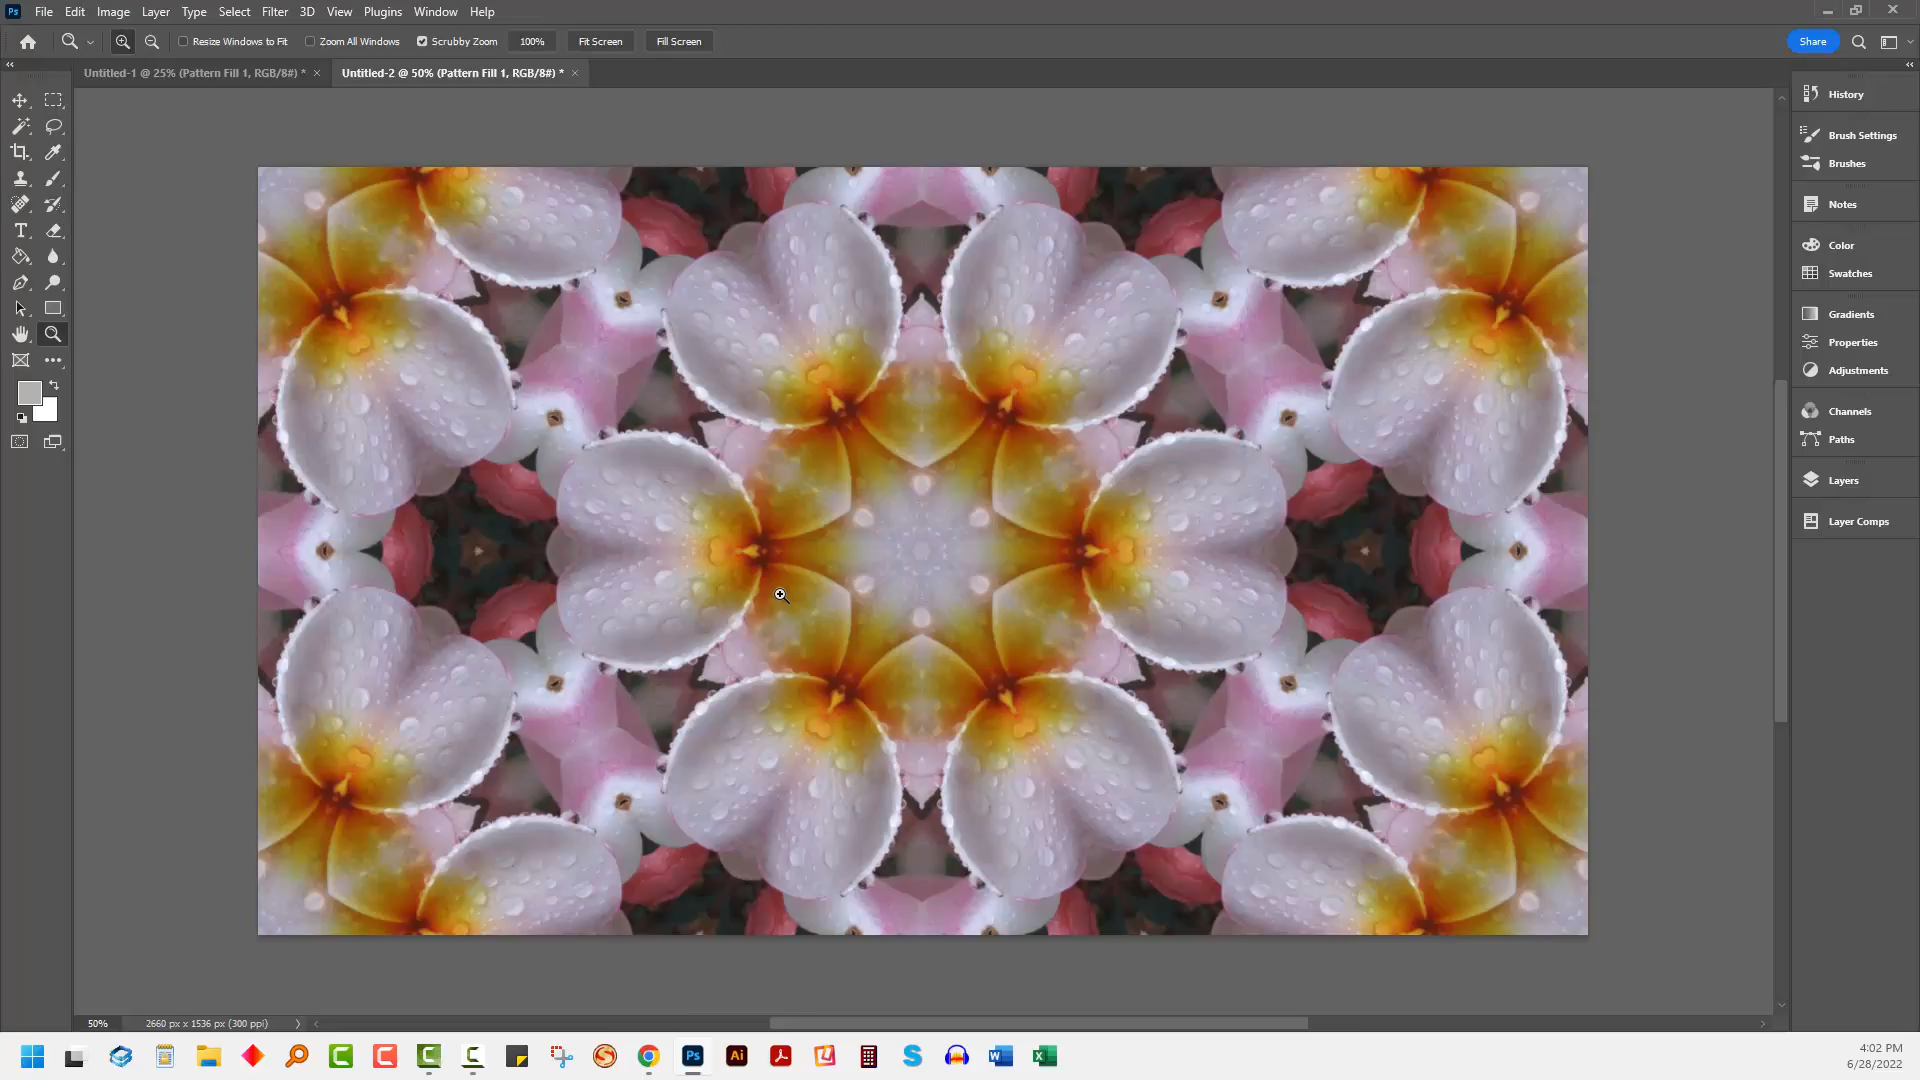 Ps File Edit Image Layer Type Select Filter 3D View Plugins Window Help
Resize Windows to Fit Zoom All Windows Scrubby Zoom 100% Fit Screen Fill Screen Share
Untitled-1 @ 25% (Pattern Fill 1, RGB/8#) * Untitled-2 @ 50% (Pattern Fill 1, RGB/8#) *
History
Brush Settings
Brushes
Notes
Color
Swatches
Gradients
Properties
Adjustments
Channels
Paths
Layers
Layer Comps
50% 2660 px x 1536 px (300 ppi)
Ps Ai
4:02 PM
6/28/2022